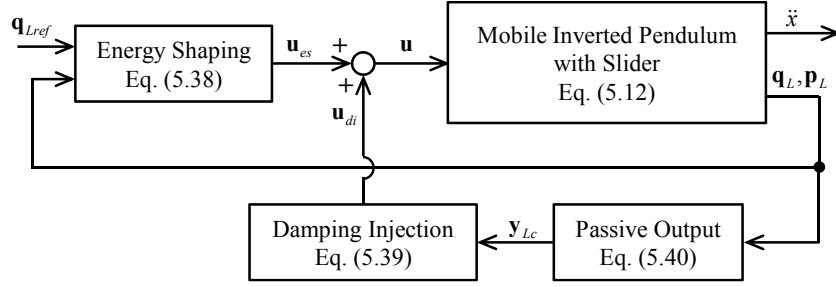 q_Lref
Energy Shaping
Eq. (5.38)
u_es
+
+
u_di
u
Mobile Inverted Pendulum
with Slider
Eq. (5.12)
ẍ
q_L, p_L
Damping Injection
Eq. (5.39)
y_Lc
Passive Output
Eq. (5.40)